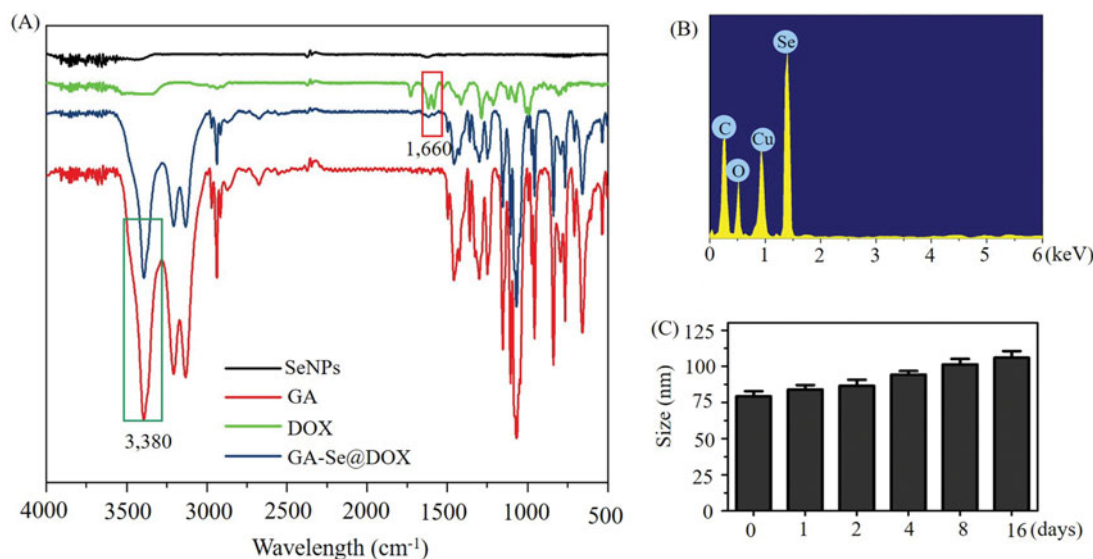 (A)
1,660
3,380
SeNPs
GA
DOX
GA-Se@DOX
4000 3500 3000 2500 2000 1500 1000 500
Wavelength (cm⁻¹)
(B)
C
O
Cu
Se
0 1 2 3 4 5 6 (keV)
(C)
Size (nm)
125
100
75
50
25
0
0 1 2 4 8 16 (days)